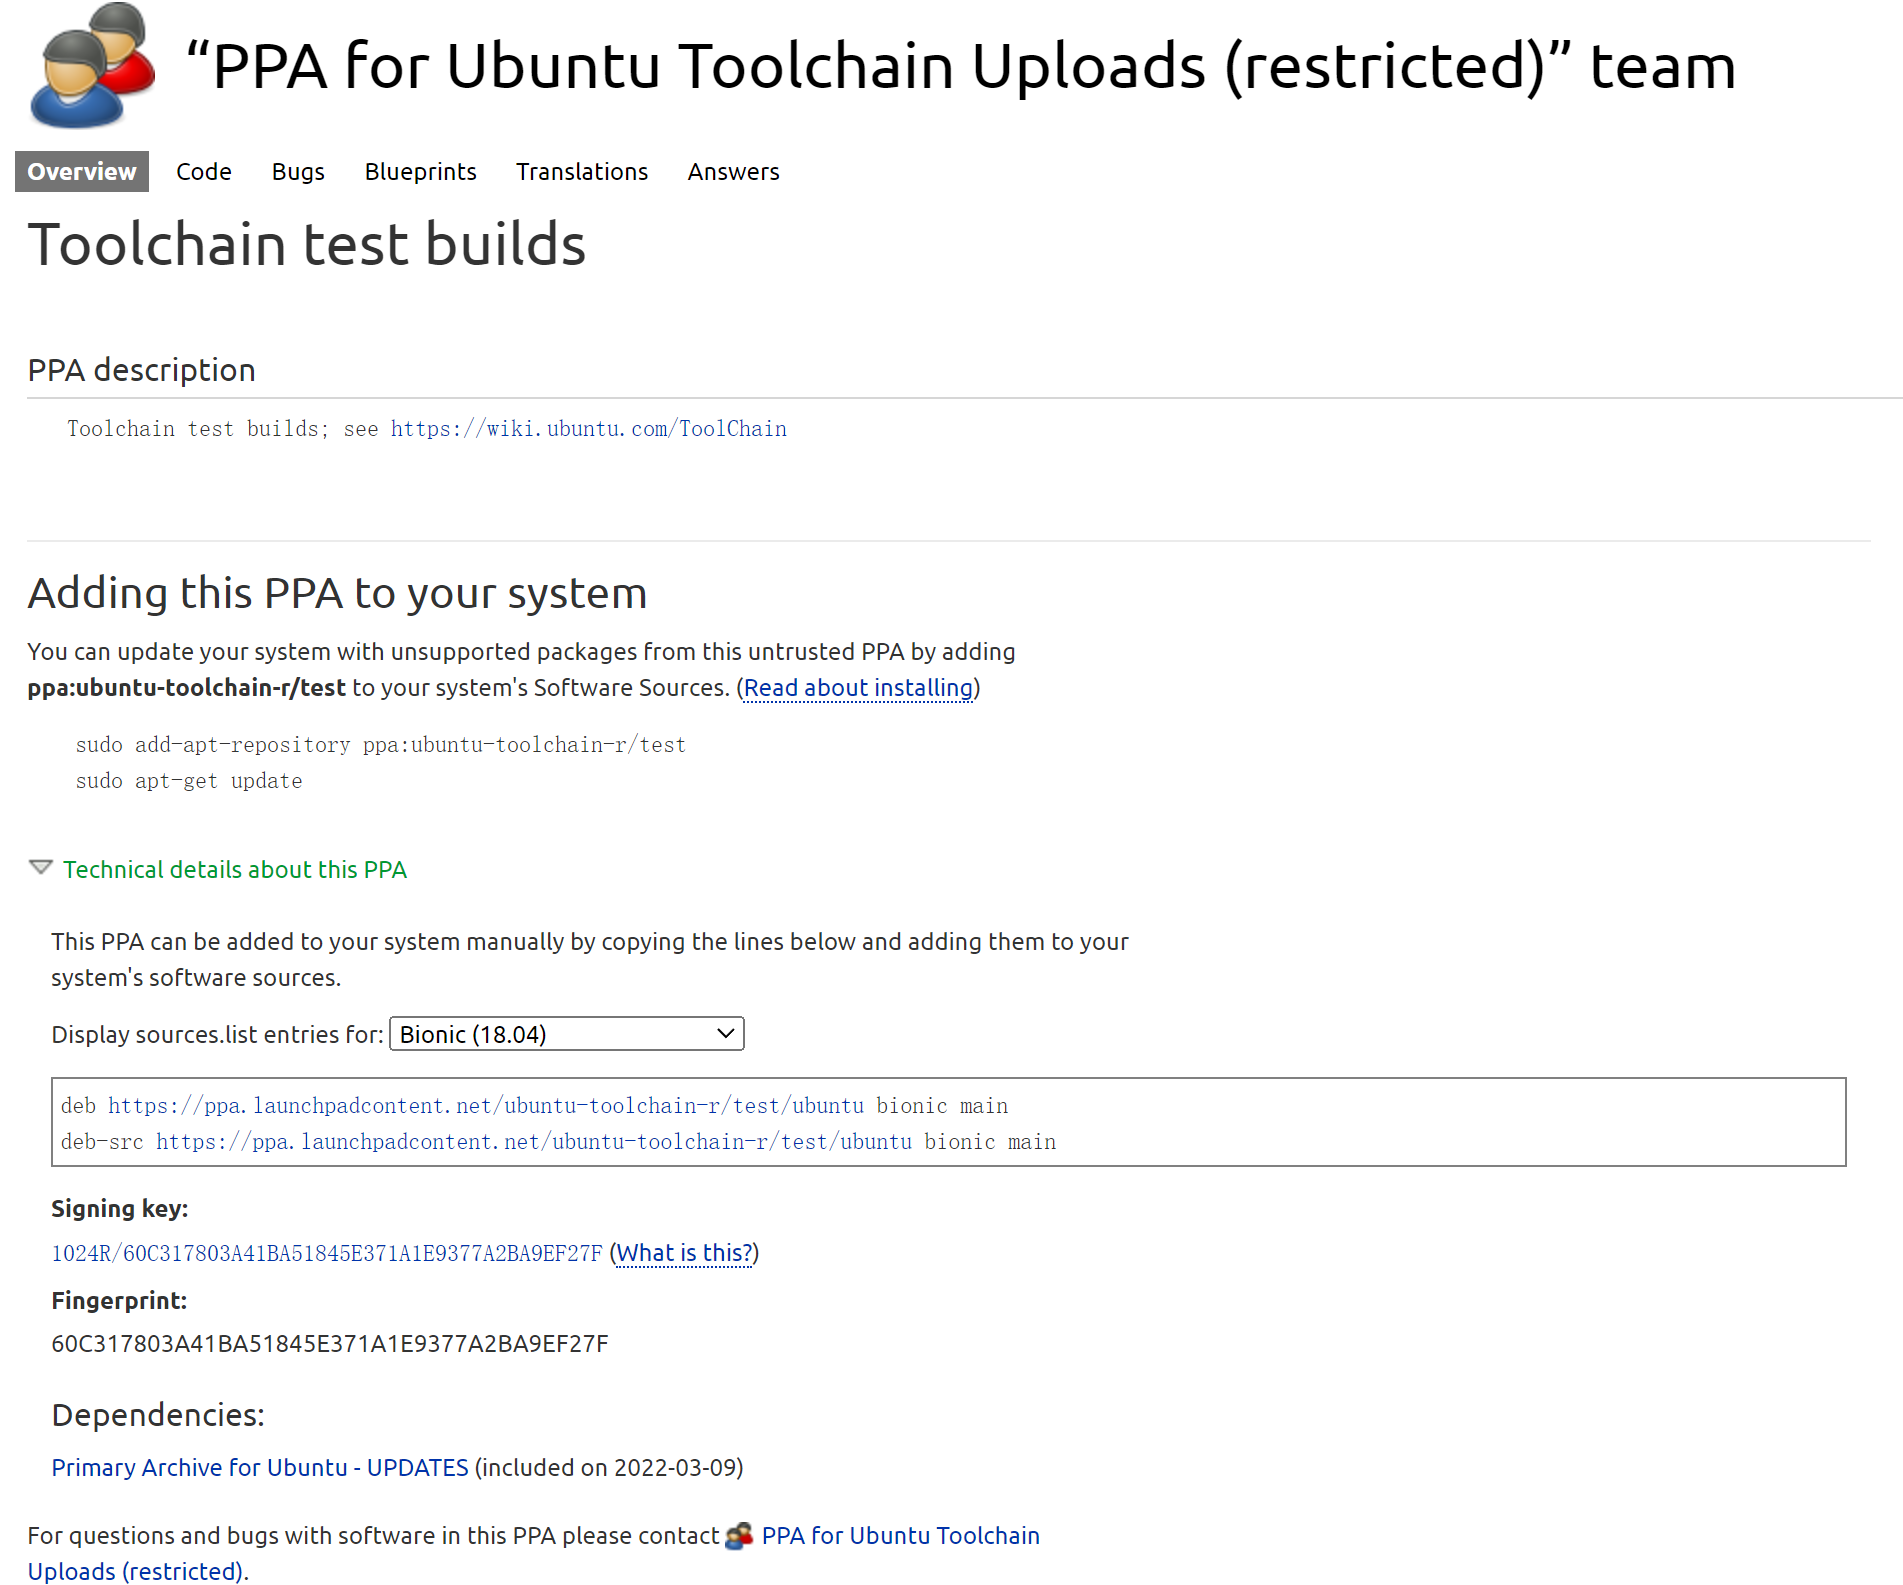 “PPA for Ubuntu Toolchain Uploads (restricted)” team
Overview Code Bugs Blueprints Translations Answers
Toolchain test builds
PPA description
Toolchain test builds; see https://wiki.ubuntu.com/ToolChain
Adding this PPA to your system
You can update your system with unsupported packages from this untrusted PPA by adding
ppa:ubuntu-toolchain-r/test to your system's Software Sources. (Read about installing)
sudo add-apt-repository ppa:ubuntu-toolchain-r/test
sudo apt-get update
Technical details about this PPA
This PPA can be added to your system manually by copying the lines below and adding them to your
system's software sources.
Display sources.list entries for: Bionic (18.04)
deb https://ppa.launchpadcontent.net/ubuntu-toolchain-r/test/ubuntu bionic main
deb-src https://ppa.launchpadcontent.net/ubuntu-toolchain-r/test/ubuntu bionic main
Signing key:
1024R/60C317803A41BA51845E371A1E9377A2BA9EF27F (What is this?)
Fingerprint:
60C317803A41BA51845E371A1E9377A2BA9EF27F
Dependencies:
Primary Archive for Ubuntu - UPDATES (included on 2022-03-09)
For questions and bugs with software in this PPA please contact PPA for Ubuntu Toolchain
Uploads (restricted).